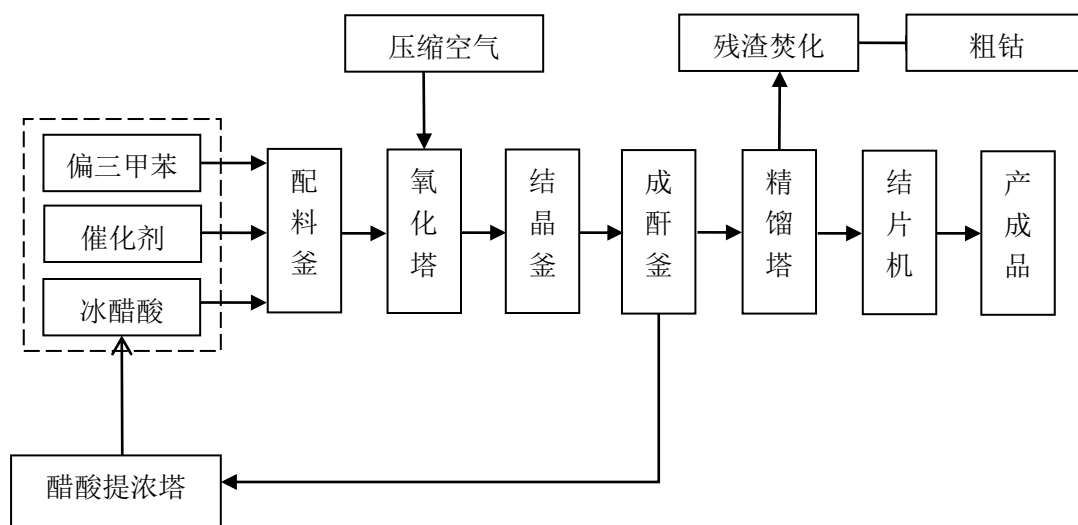 压缩空气
残渣焚化
粗钴
偏三甲苯
催化剂
冰醋酸
配料釜
氧化塔
结晶釜
成酐釜
精馏塔
结片机
产成品
醋酸提浓塔